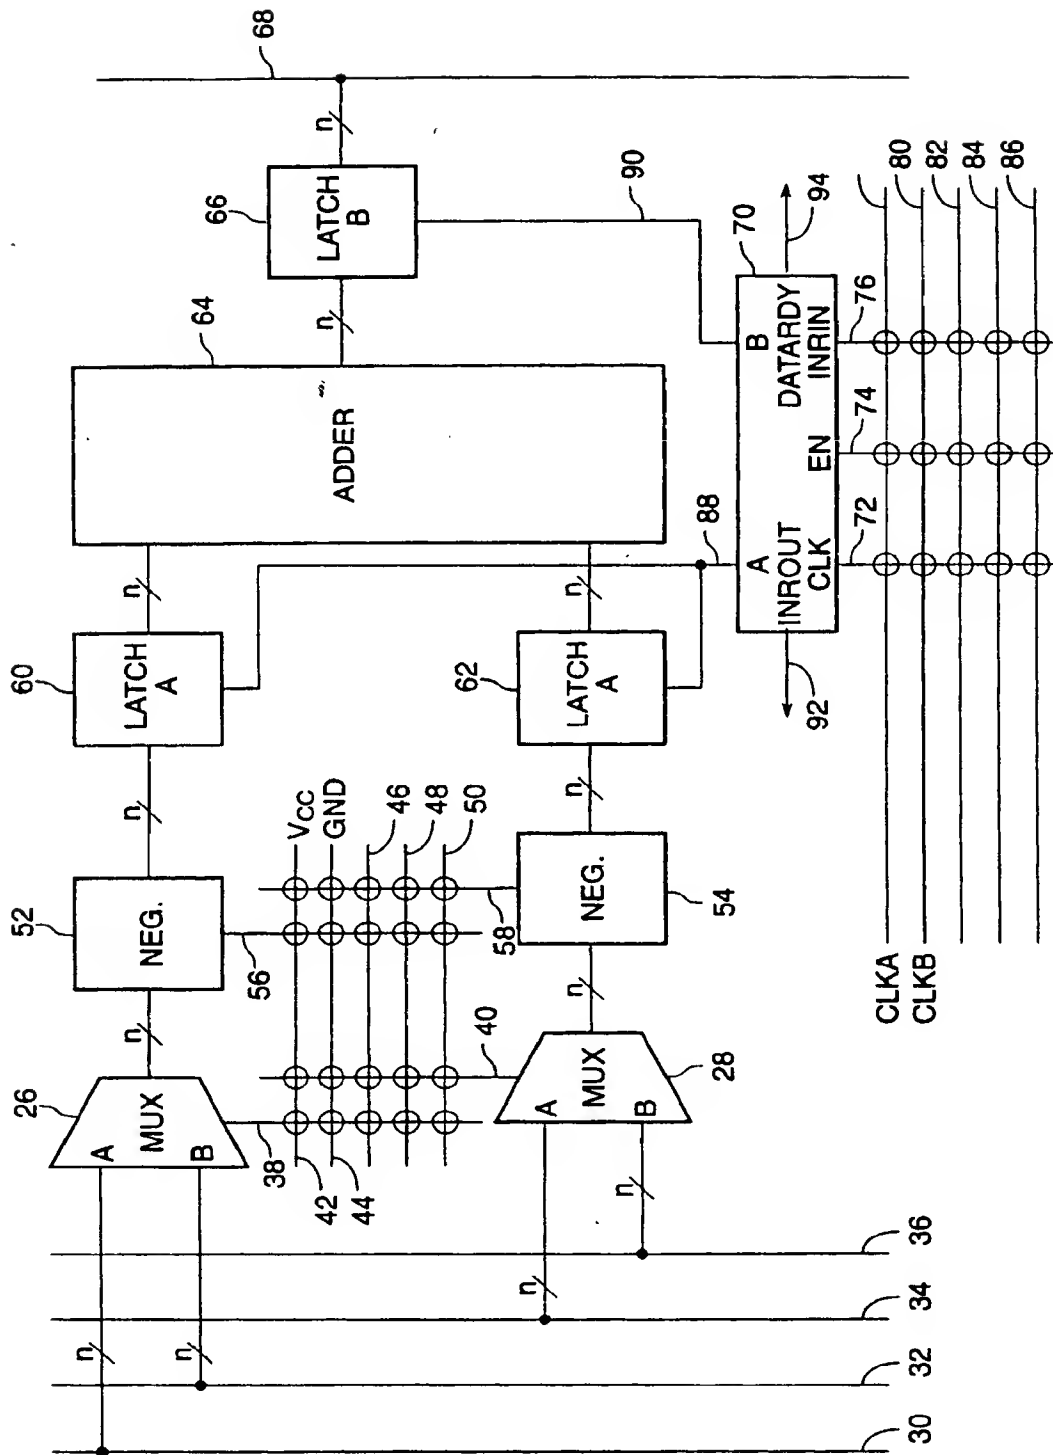 26
52
60
64
66
68
n
n
A
MUX
B
n
NEG.
n
LATCH
A
n
ADDER
n
LATCH
B
n
38
42
44
56
VCC
GND
46
48
50
40
58
n
n
A
MUX
B
28
n
NEG.
54
n
62
LATCH
A
n
88
90
92
INROUT
A
CLK
EN
B
DATARDY
INRIN
70
94
72
74
76
CLKA
CLKB
80
82
84
86
30
32
34
36